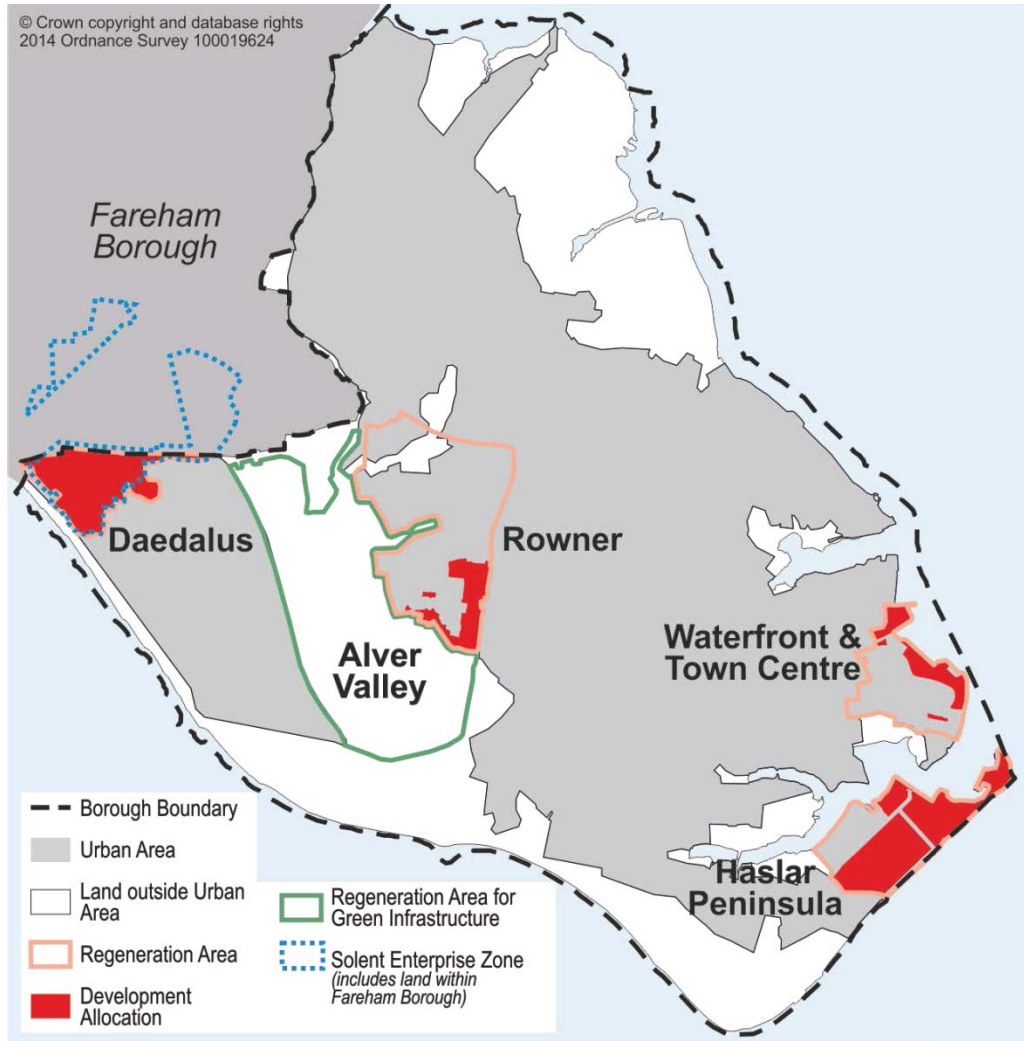 © Crown copyright and database rights
2014 Ordnance Survey 100019624
Fareham
Borough
Daedalus
Rowner
Alver
Valley
Waterfront &
Town Centre
Haslar
Peninsula
Borough Boundary
Urban Area
Land outside Urban
Area
Regeneration Area
Development
Allocation
Regeneration Area for
Green Infrastructure
Solent Enterprise Zone
(includes land within
Fareham Borough)